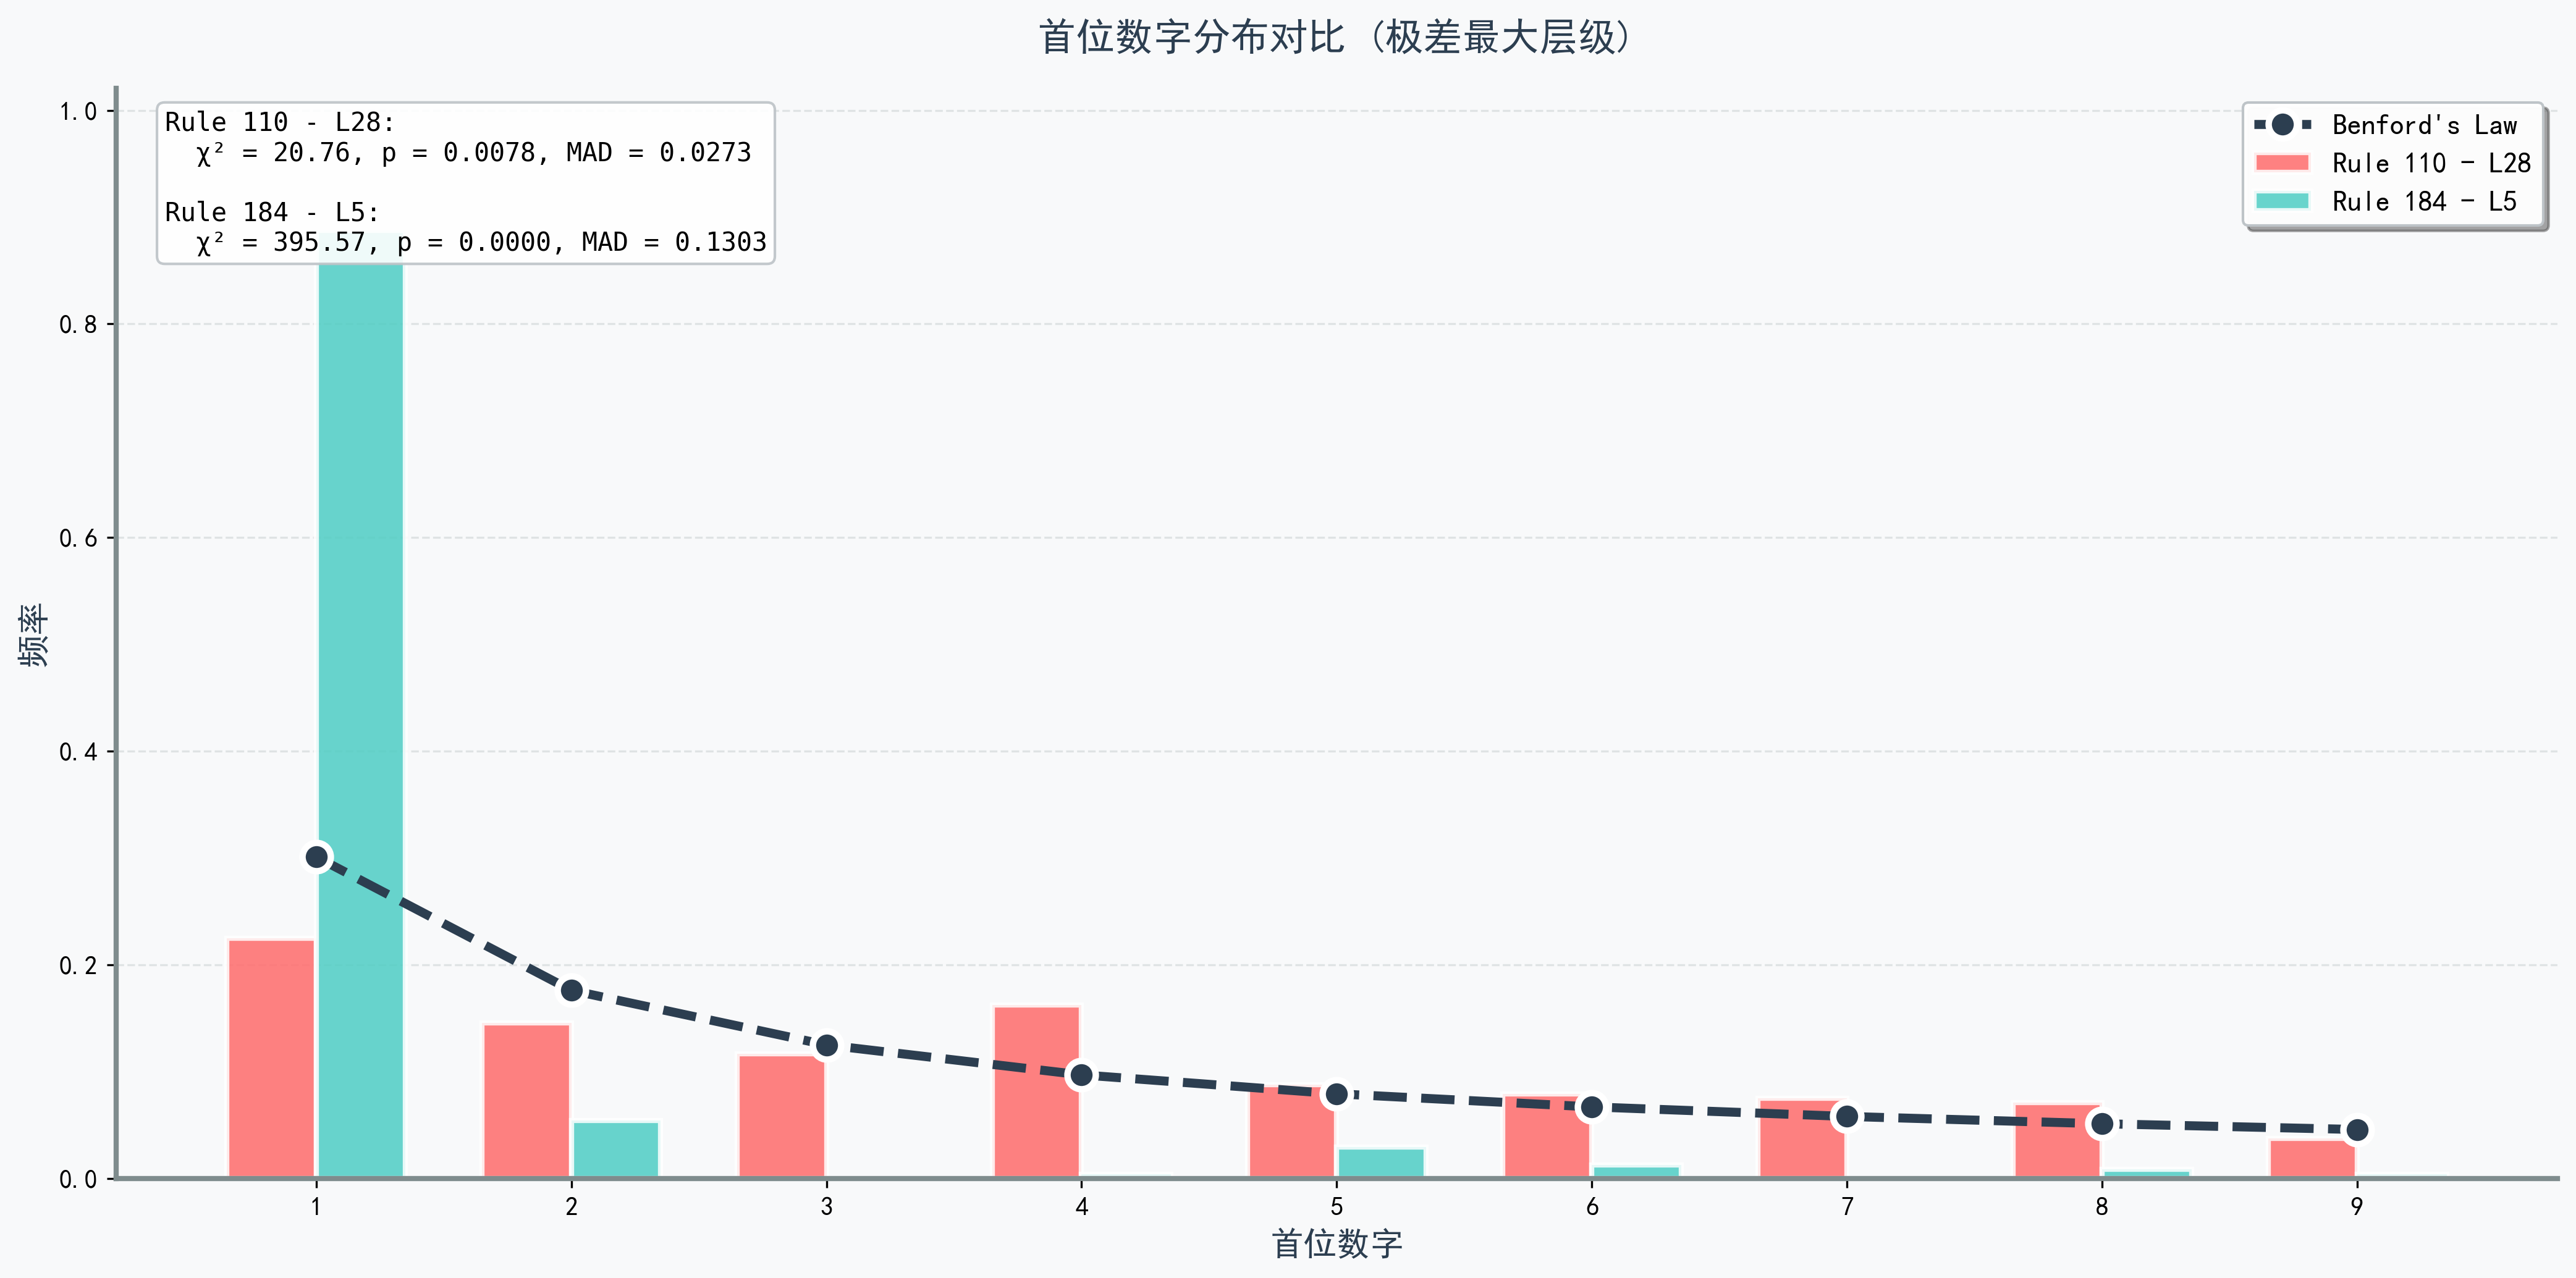 首位数字分布对比 (极差最大层级)
Rule 110 - L28:
χ² = 20.76, p = 0.0078, MAD = 0.0273
Rule 184 - L5:
χ² = 395.57, p = 0.0000, MAD = 0.1303
Benford's Law
Rule 110 - L28
Rule 184 - L5
频率
1.0
0.8
0.6
0.4
0.2
0.0
1 2 3 4 5 6 7 8 9
首位数字